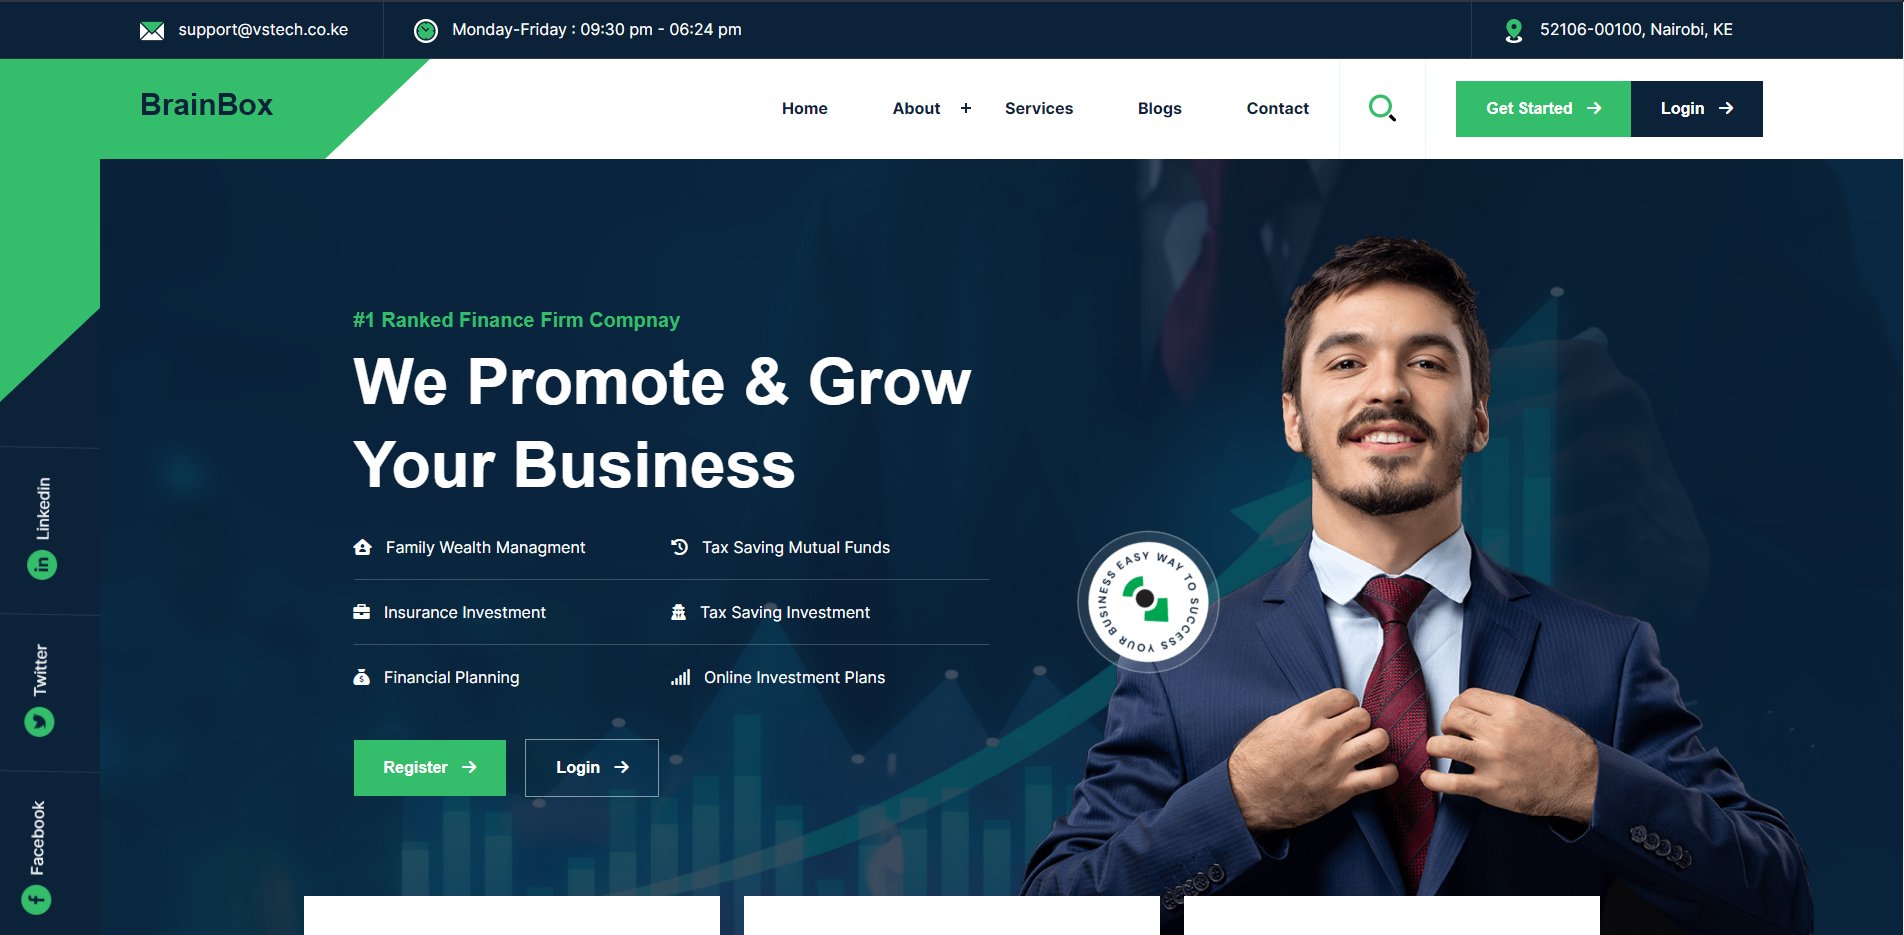 support@vstech.co.ke
Monday-Friday : 09:30 pm - 06:24 pm
52106-00100, Nairobi, KE
BrainBox
Home
About +
Services
Blogs
Contact
Get Started
Login
#1 Ranked Finance Firm Compnay
We Promote & Grow
Your Business
Family Wealth Managment
Tax Saving Mutual Funds
Insurance Investment
Tax Saving Investment
Financial Planning
Online Investment Plans
Register
Login
EASY WAY TO SUCCESS YOUR BUSINESS
Linkedin
Twitter
Facebook